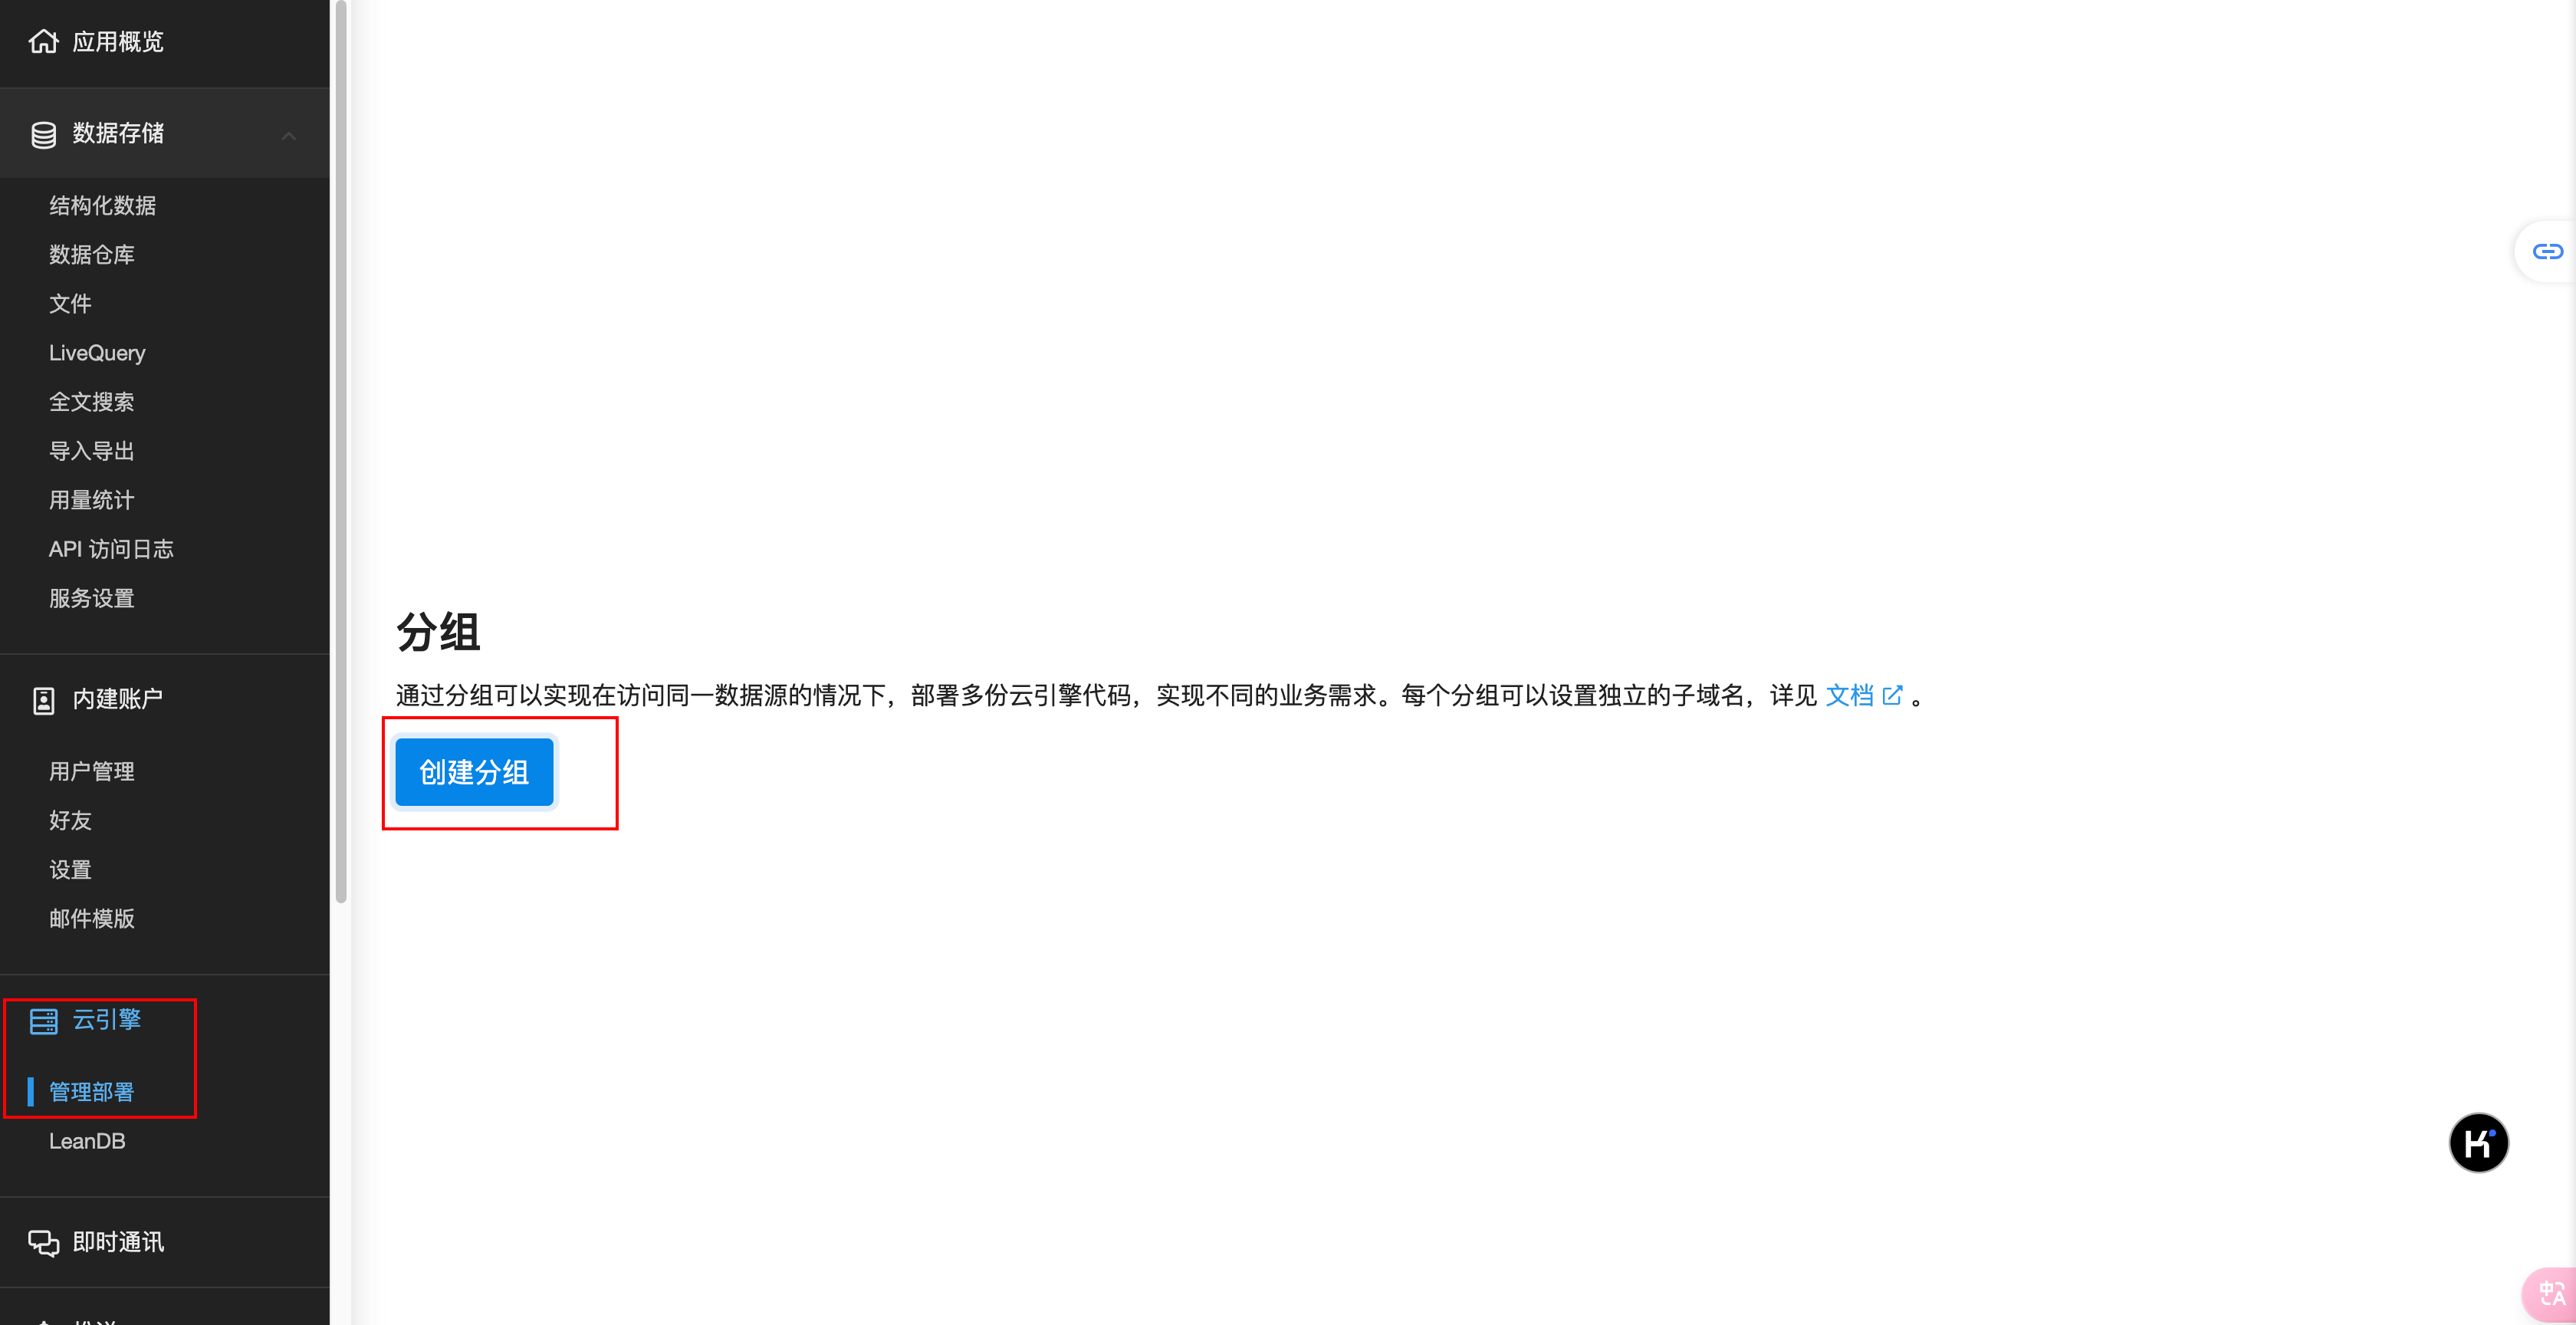 应用概览
数据存储
结构化数据
数据仓库
文件
LiveQuery
全文搜索
导入导出
用量统计
API 访问日志
服务设置
内建账户
用户管理
好友
设置
邮件模版
云引擎
管理部署
LeanDB
即时通讯
分组
通过分组可以实现在访问同一数据源的情况下，部署多份云引擎代码，实现不同的业务需求。每个分组可以设置独立的子域名，详见 文档 。
创建分组